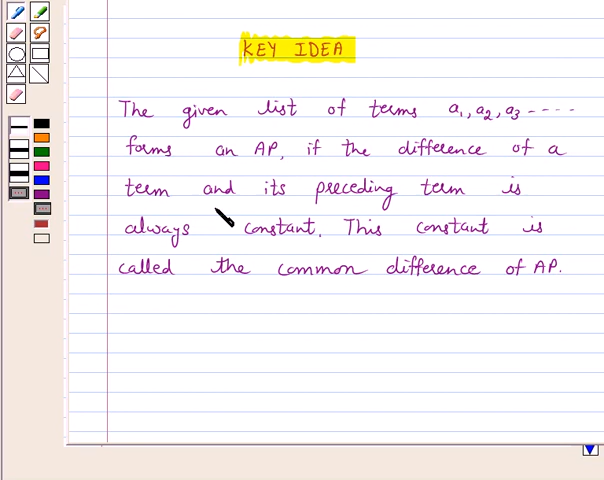 KEY IDEA
The given list of terms a1, a2, a3 -----
forms an AP, if the difference of a
term and its preceding term is
always constant. This constant is
called the common difference of AP.